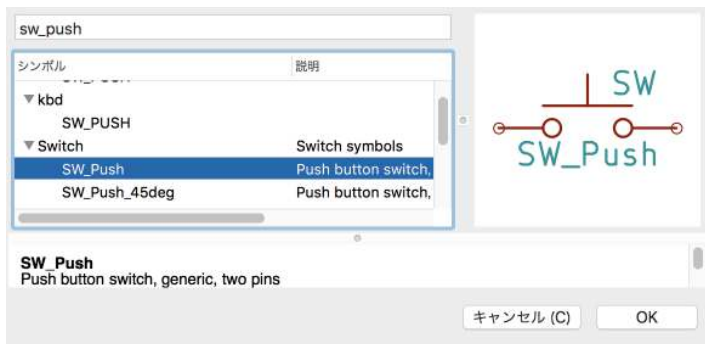 sw_push
シンボル 説明
kbd
SW_PUSH
Switch Switch symbols
SW_Push Push button switch,
SW_Push_45deg Push button switch,
SW
SW_Push
SW_Push
Push button switch, generic, two pins
キャンセル (C) OK